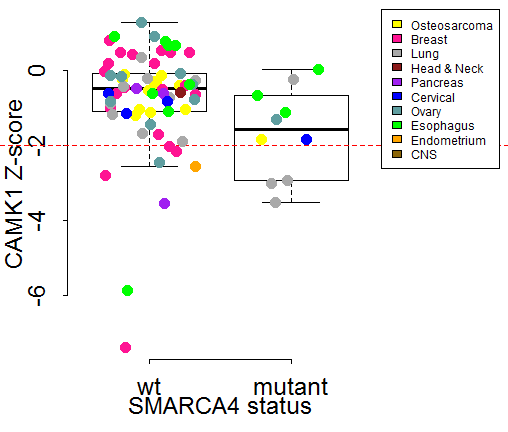 CAMK1 Z-score
0
-2
-4
-6
wt
mutant
SMARCA4 status
Osteosarcoma
Breast
Lung
Head & Neck
Pancreas
Cervical
Ovary
Esophagus
Endometrium
CNS